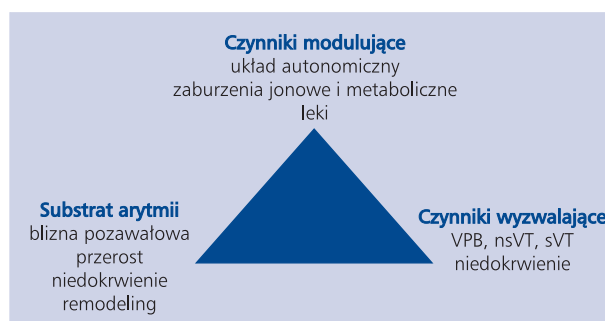 Czynniki modulujące
układ autonomiczny
zaburzenia jonowe i metaboliczne
leki
Substrat arytmii
blizna pozawałowa
przerost
niedokrwienie
remodeling
Czynniki wyzwalające
VPB, nsVT, sVT
niedokrwienie